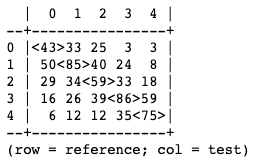 |  0  1  2  3  4 |
--+----------------+
0 |<43>33 25  3  3 |
1 | 50<85>40 24  8 |
2 | 29 34<59>33 18 |
3 | 16 26 39<86>59 |
4 |  6 12 12 35<75>|
--+----------------+
(row = reference; col = test)